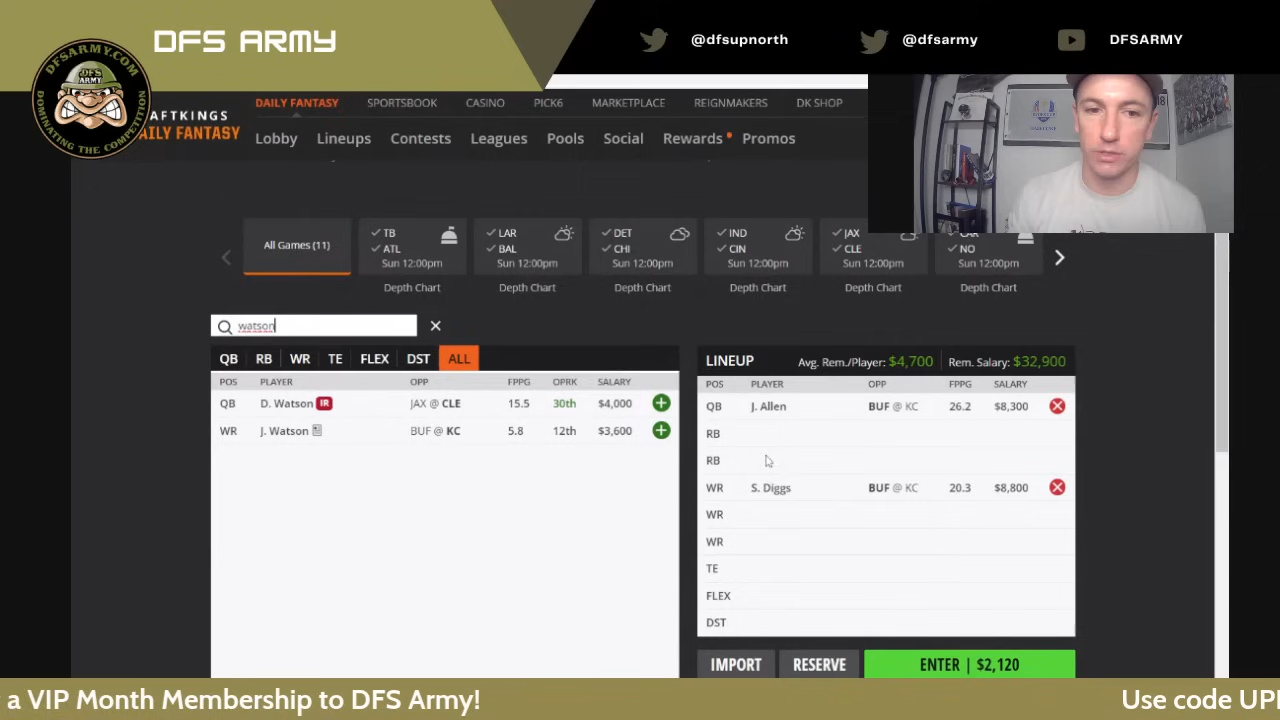 DFS ARMY
@dfsupnorth
@dfsarmy
DFSARMY
DFSARMY.COM
DFS
ARMY
DOMINATING THE COMPETITION
AFTKINGS
AILY FANTASY
DAILY FANTASY SPORTSBOOK CASINO PICK6 MARKETPLACE REIGNMAKERS DK SHOP
Lobby Lineups Contests Leagues Pools Social Rewards Promos
All Games (11)
TB
ATL
Sun 12:00pm
Depth Chart
LAR
BAL
Sun 12:00pm
Depth Chart
DET
CHI
Sun 12:00pm
Depth Chart
IND
CIN
Sun 12:00pm
Depth Chart
JAX
CLE
Sun 12:00pm
Depth Chart
CAR
NO
Sun 12:00pm
Depth Chart
watson
QB RB WR TE FLEX DST ALL
POS PLAYER OPP FPPG OPRK SALARY
QB D. Watson IR JAX @ CLE 15.5 30th $4,000
WR J. Watson BUF @ KC 5.8 12th $3,600
LINEUP Avg. Rem./Player: $4,700 Rem. Salary: $32,900
POS PLAYER OPP FPPG SALARY
QB J. Allen BUF @ KC 26.2 $8,300
RB
RB
WR S. Diggs BUF @ KC 20.3 $8,800
WR
WR
TE
FLEX
DST
IMPORT RESERVE ENTER | $2,120
a VIP Month Membership to DFS Army! Use code UP